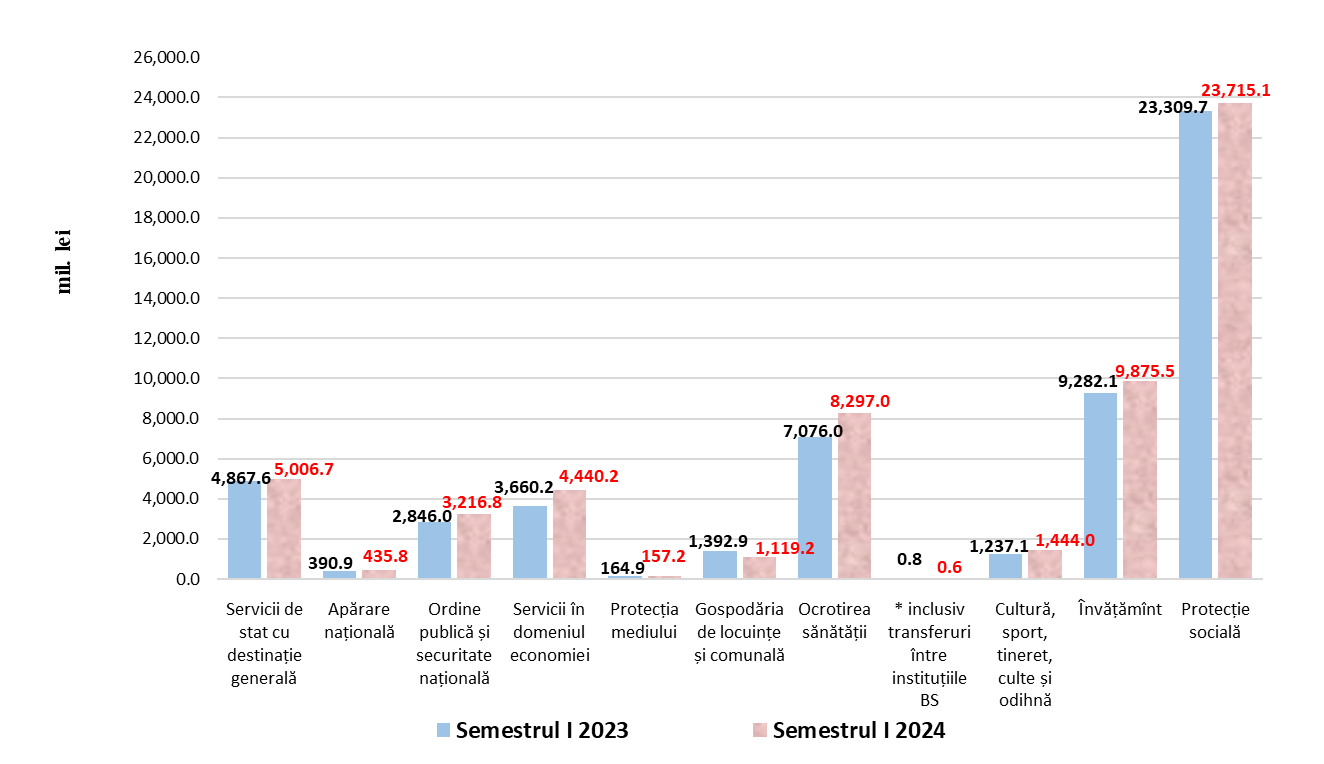 26,000.0
24,000.0
22,000.0
20,000.0
18,000.0
16,000.0
14,000.0
12,000.0
10,000.0
8,000.0
6,000.0
4,000.0
2,000.0
0.0
mil. lei
4,867.6
5,006.7
390.9
435.8
2,846.0
3,216.8
3,660.2
4,440.2
164.9
157.2
1,392.9
1,119.2
7,076.0
8,297.0
0.8
0.6
1,237.1
1,444.0
9,282.1
9,875.5
23,309.7
23,715.1
Servicii de
stat cu
destinație
generală
Apărare
națională
Ordine
publică și
securitate
națională
Servicii în
domeniul
economiei
Protecția
mediului
Gospodăria
de locuințe
și comunală
Ocrotirea
sănătății
* inclusiv
transferuri
între
instituțiile
BS
Cultură,
sport,
tineret,
culte și
odihnă
Învățămînt
Protecție
socială
Semestrul I 2023
Semestrul I 2024